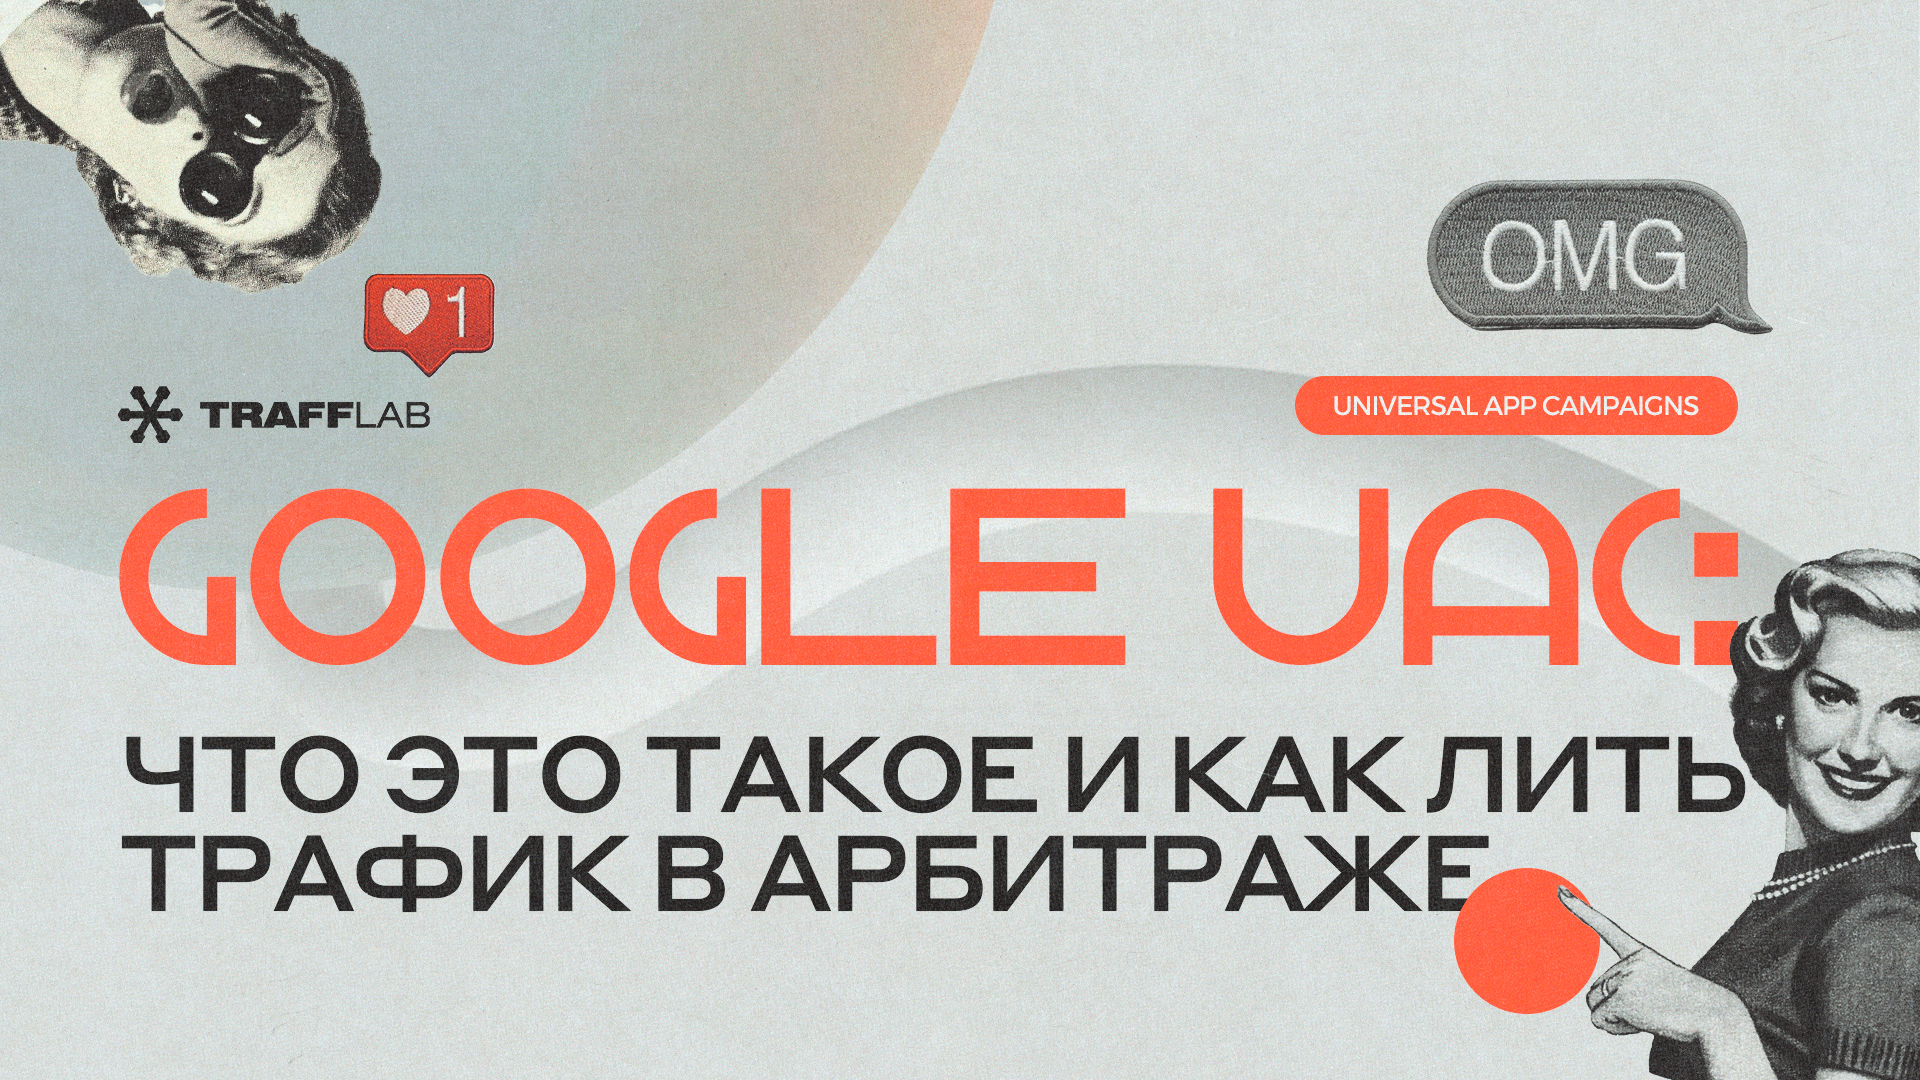 OMG
1
TRAFFLAB
UNIVERSAL APP CAMPAIGNS
GOOGLE UAC:
ЧТО ЭТО ТАКОЕ И КАК ЛИТЬ
ТРАФИК В АРБИТРАЖЕ